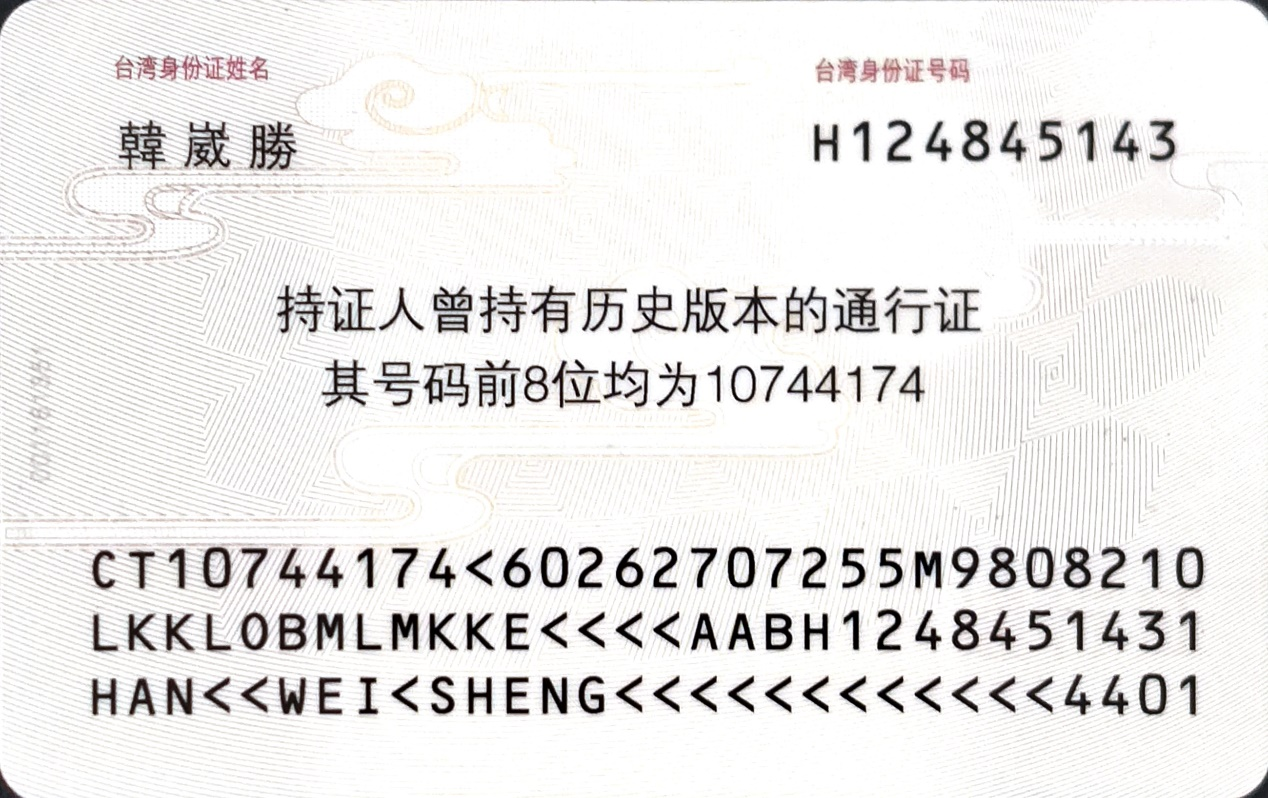 台湾身份证姓名 台湾身份证号码
韓崴勝 H124845143
持证人曾持有历史版本的通行证
其号码前8位均为10744174
CT10744174<60262707255M9808210
LKKLOBMLMKKE<<<<AABH1248451431
HAN<<WEI<SHENG<<<<<<<<<<<<4401